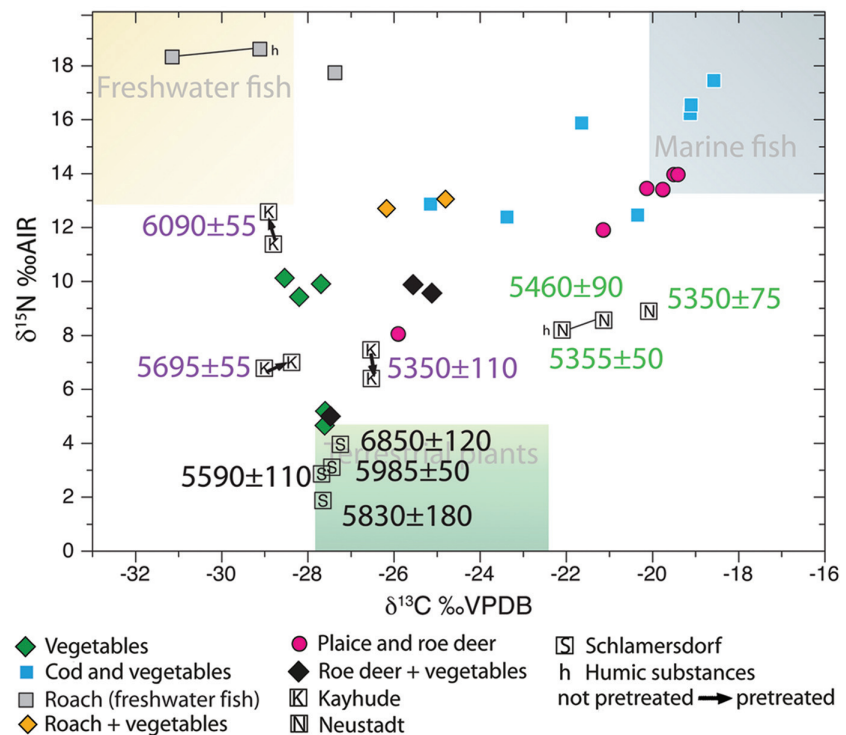 18
16
14
12
10
8
6
4
2
0
δ¹⁵N ‰AIR
h
Freshwater fish
Marine fish
K
6090±55
K
5460±90
5350±75
N
h N N
5355±50
5695±55
K K
K
5350±110
K
S 6850±120
Terrestrial plants
5590±110 S S 5985±50
S
5830±180
-32 -30 -28 -26 -24 -22 -20 -18 -16
δ¹³C ‰VPDB
Vegetables
Cod and vegetables
Roach (freshwater fish)
Roach + vegetables
Plaice and roe deer
Roe deer + vegetables
K Kayhude
N Neustadt
S Schlamersdorf
h Humic substances
not pretreated → pretreated